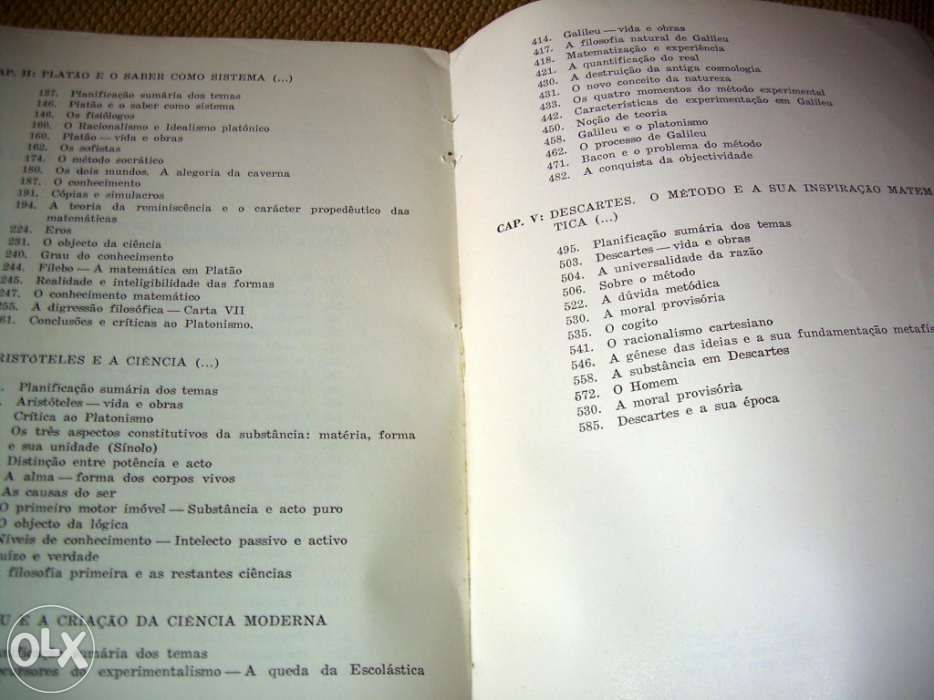 AP. II: PLATÃO E O SABER COMO SISTEMA (...)
137. Planificação sumária dos temas
146. Platão e o saber como sistema
146. Os fisiólogos
160. O Racionalismo e Idealismo platónico
160. Platão — vida e obras
162. Os sofistas
174. O método socrático
180. Os dois mundos. A alegoria da caverna
187. O conhecimento
191. Cópias e simulacros
194. A teoria da reminiscência e o carácter propedêutico das
matemáticas
224. Eros
231. O objecto da ciência
240. Grau do conhecimento
244. Filebo — A matemática em Platão
245. Realidade e inteligibilidade das formas
247. O conhecimento matemático
255. A digressão filosófica — Carta VII
61. Conclusões e críticas ao Platonismo.
RISTÓTELES E A CIÊNCIA (...)
Planificação sumária dos temas
Aristóteles — vida e obras
Crítica ao Platonismo
Os três aspectos constitutivos da substância: matéria, forma
e sua unidade (Sínolo)
Distinção entre potência e acto
A alma — forma dos corpos vivos
As causas do ser
O primeiro motor imóvel — Substância e acto puro
O objecto da lógica
Níveis de conhecimento — Intelecto passivo e activo
uízo e verdade
filosofia primeira e as restantes ciências
U E A CRIAÇÃO DA CIÊNCIA MODERNA
sumária dos temas
do experimentalismo — A queda da Escolástica
OLX
414. Galileu — vida e obras
417. A filosofia natural de Galileu
418. Matematização e experiência
421. A quantificação do real
430. A destruição da antiga cosmologia
431. O novo conceito da natureza
433. Os quatro momentos do método experimental
442. Características de experimentação em Galileu
450. Noção de teoria
458. Galileu e o platonismo
462. O processo de Galileu
471. Bacon e o problema do método
482. A conquista da objectividade
CAP. V: DESCARTES. O MÉTODO E A SUA INSPIRAÇÃO MATEM
TICA (...)
495. Planificação sumária dos temas
503. Descartes — vida e obras
504. A universalidade da razão
506. Sobre o método
522. A dúvida metódica
530. A moral provisória
535. O cogito
541. O racionalismo cartesiano
546. A génese das ideias e a sua fundamentação metafís
558. A substância em Descartes
572. O Homem
530. A moral provisória
585. Descartes e a sua época